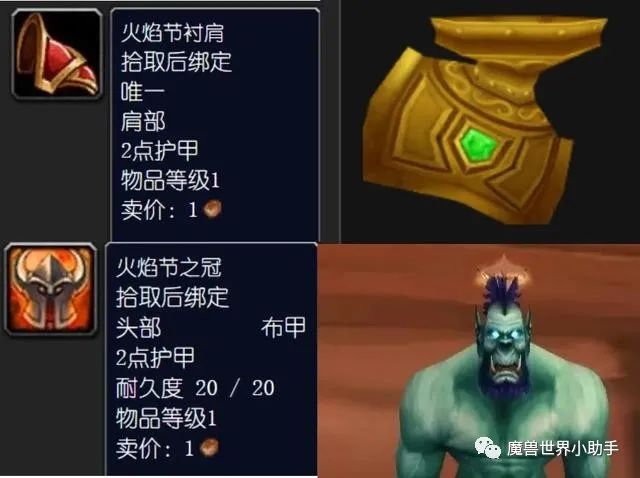 火焰节衬肩
拾取后绑定
唯一
肩部
2点护甲
物品等级1
卖价: 1
火焰节之冠
拾取后绑定
头部 布甲
2点护甲
耐久度 20 / 20
物品等级1
卖价: 1
魔兽世界小助手